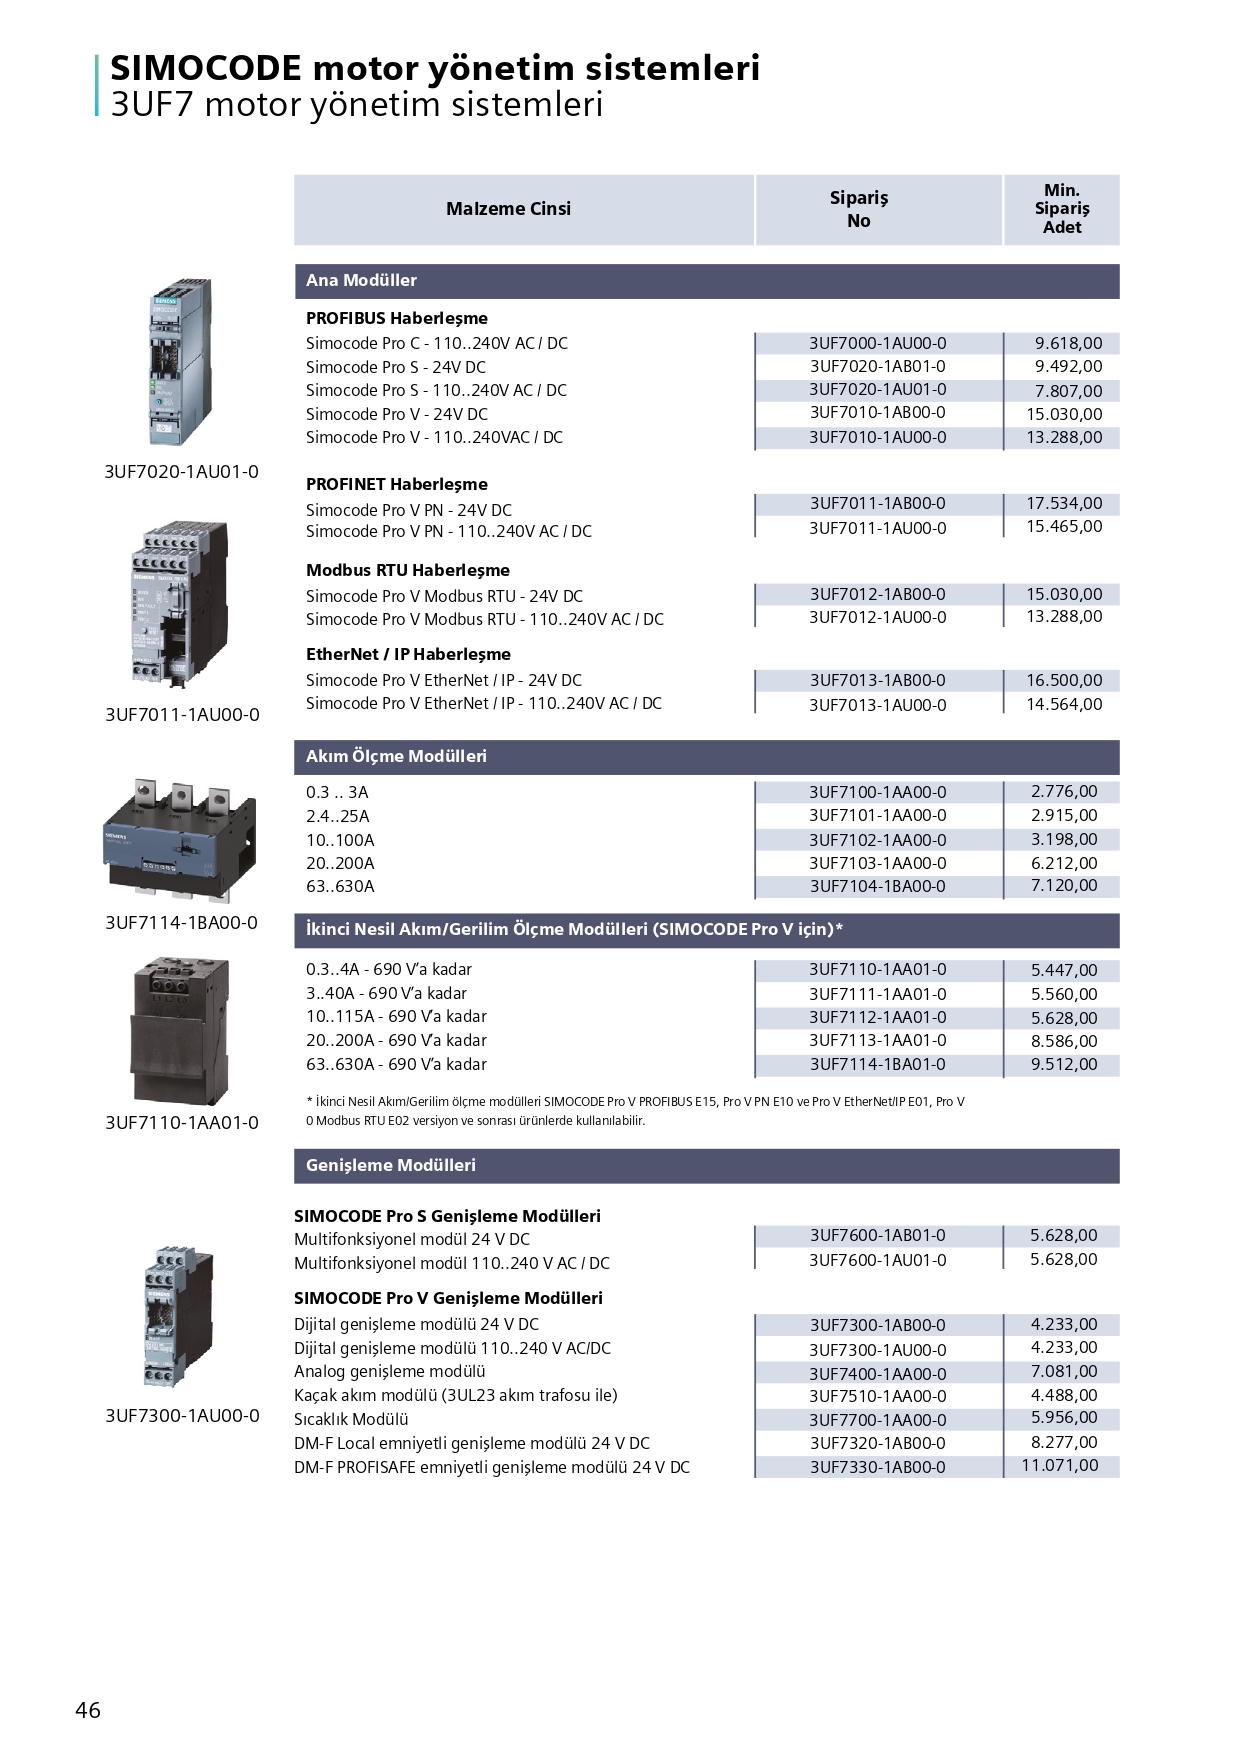 SIMOCODE motor yönetim sistemleri
3UF7 motor yönetim sistemleri
Malzeme Cinsi
Sipariş
No
Min.
Sipariş
Adet
Ana Modüller
PROFIBUS Haberleşme
Simocode Pro C - 110..240V AC / DC 3UF7000-1AU00-0 9.618,00
Simocode Pro S - 24V DC 3UF7020-1AB01-0 9.492,00
Simocode Pro S - 110..240V AC / DC 3UF7020-1AU01-0 7.807,00
Simocode Pro V - 24V DC 3UF7010-1AB00-0 15.030,00
Simocode Pro V - 110..240VAC / DC 3UF7010-1AU00-0 13.288,00
3UF7020-1AU01-0
PROFINET Haberleşme
Simocode Pro V PN - 24V DC 3UF7011-1AB00-0 17.534,00
Simocode Pro V PN - 110..240V AC / DC 3UF7011-1AU00-0 15.465,00
Modbus RTU Haberleşme
Simocode Pro V Modbus RTU - 24V DC 3UF7012-1AB00-0 15.030,00
Simocode Pro V Modbus RTU - 110..240V AC / DC 3UF7012-1AU00-0 13.288,00
EtherNet / IP Haberleşme
Simocode Pro V EtherNet / IP - 24V DC 3UF7013-1AB00-0 16.500,00
Simocode Pro V EtherNet / IP - 110..240V AC / DC 3UF7013-1AU00-0 14.564,00
3UF7011-1AU00-0
Akım Ölçme Modülleri
0.3 .. 3A 3UF7100-1AA00-0 2.776,00
2.4..25A 3UF7101-1AA00-0 2.915,00
10..100A 3UF7102-1AA00-0 3.198,00
20..200A 3UF7103-1AA00-0 6.212,00
63..630A 3UF7104-1BA00-0 7.120,00
3UF7114-1BA00-0
İkinci Nesil Akım/Gerilim Ölçme Modülleri (SIMOCODE Pro V için)*
0.3..4A - 690 V’a kadar 3UF7110-1AA01-0 5.447,00
3..40A - 690 V’a kadar 3UF7111-1AA01-0 5.560,00
10..115A - 690 V’a kadar 3UF7112-1AA01-0 5.628,00
20..200A - 690 V’a kadar 3UF7113-1AA01-0 8.586,00
63..630A - 690 V’a kadar 3UF7114-1BA01-0 9.512,00
* İkinci Nesil Akım/Gerilim ölçme modülleri SIMOCODE Pro V PROFIBUS E15, Pro V PN E10 ve Pro V EtherNet/IP E01, Pro V
0 Modbus RTU E02 versiyon ve sonrası ürünlerde kullanılabilir.
3UF7110-1AA01-0
Genişleme Modülleri
SIMOCODE Pro S Genişleme Modülleri
Multifonksiyonel modül 24 V DC 3UF7600-1AB01-0 5.628,00
Multifonksiyonel modül 110..240 V AC / DC 3UF7600-1AU01-0 5.628,00
SIMOCODE Pro V Genişleme Modülleri
Dijital genişleme modülü 24 V DC 3UF7300-1AB00-0 4.233,00
Dijital genişleme modülü 110..240 V AC/DC 3UF7300-1AU00-0 4.233,00
Analog genişleme modülü 3UF7400-1AA00-0 7.081,00
Kaçak akım modülü (3UL23 akım trafosu ile) 3UF7510-1AA00-0 4.488,00
Sıcaklık Modülü 3UF7700-1AA00-0 5.956,00
DM-F Local emniyetli genişleme modülü 24 V DC 3UF7320-1AB00-0 8.277,00
DM-F PROFISAFE emniyetli genişleme modülü 24 V DC 3UF7330-1AB00-0 11.071,00
3UF7300-1AU00-0
46